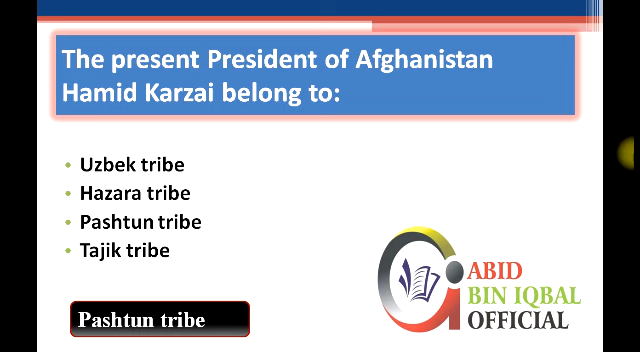 The present President of Afghanistan
Hamid Karzai belong to:
• Uzbek tribe
• Hazara tribe
• Pashtun tribe
• Tajik tribe
Pashtun tribe
ABID
BIN IQBAL
OFFICIAL